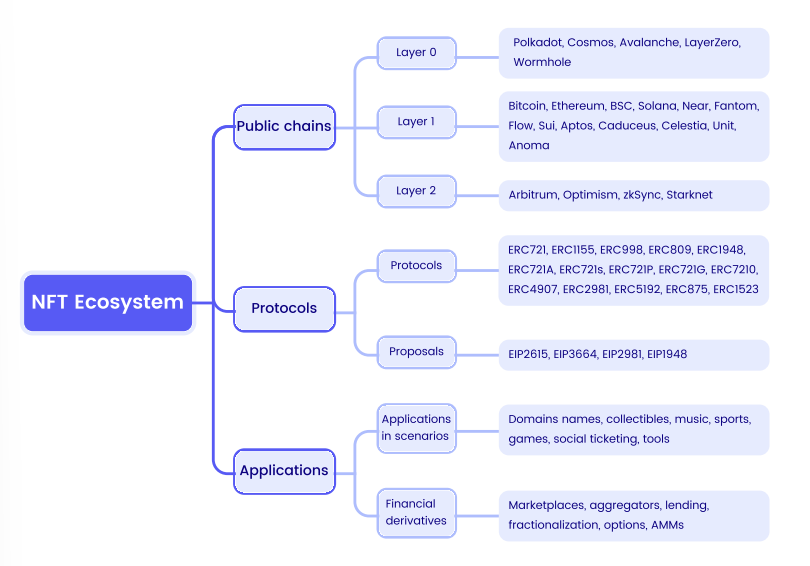 NFT Ecosystem
Public chains
Layer 0
Polkadot, Cosmos, Avalanche, LayerZero,
Wormhole
Layer 1
Bitcoin, Ethereum, BSC, Solana, Near, Fantom,
Flow, Sui, Aptos, Caduceus, Celestia, Unit,
Anoma
Layer 2
Arbitrum, Optimism, zkSync, Starknet
Protocols
Protocols
ERC721, ERC1155, ERC998, ERC809, ERC1948,
ERC721A, ERC721s, ERC721P, ERC721G, ERC7210,
ERC4907, ERC2981, ERC5192, ERC875, ERC1523
Proposals
EIP2615, EIP3664, EIP2981, EIP1948
Applications
Applications
in scenarios
Domains names, collectibles, music, sports,
games, social ticketing, tools
Financial
derivatives
Marketplaces, aggregators, lending,
fractionalization, options, AMMs